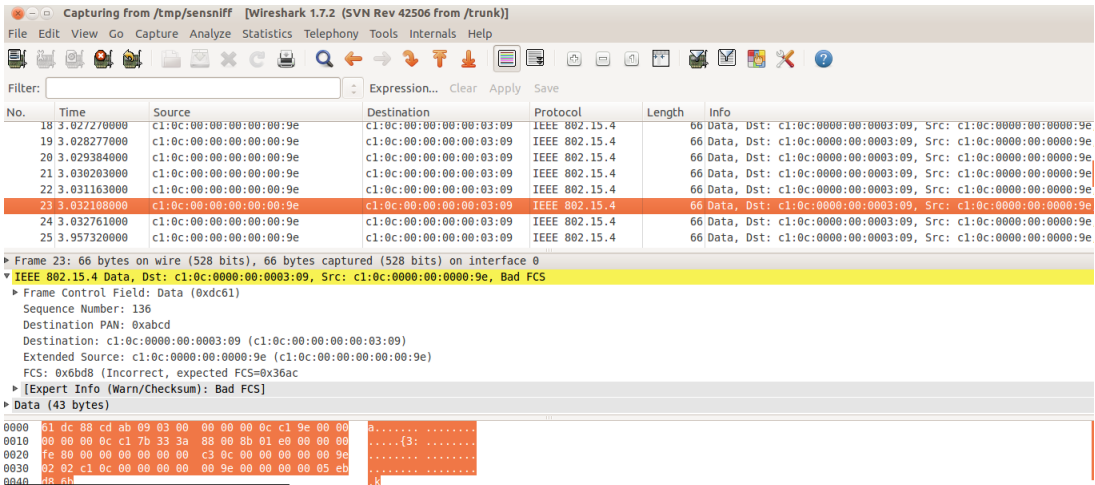 Capturing from /tmp/sensniff [Wireshark 1.7.2 (SVN Rev 42506 from /trunk)]
File Edit View Go Capture Analyze Statistics Telephony Tools Internals Help
Filter: Expression... Clear Apply Save
No. Time Source Destination Protocol Length Info
18 3.027270000 c1:0c:00:00:00:00:00:9e c1:0c:00:00:00:00:03:09 IEEE 802.15.4 66 Data, Dst: c1:0c:0000:00:0003:09, Src: c1:0c:0000:00:0000:9e
19 3.028277000 c1:0c:00:00:00:00:00:9e c1:0c:00:00:00:00:03:09 IEEE 802.15.4 66 Data, Dst: c1:0c:0000:00:0003:09, Src: c1:0c:0000:00:0000:9e
20 3.029384000 c1:0c:00:00:00:00:00:9e c1:0c:00:00:00:00:03:09 IEEE 802.15.4 66 Data, Dst: c1:0c:0000:00:0003:09, Src: c1:0c:0000:00:0000:9e
21 3.030203000 c1:0c:00:00:00:00:00:9e c1:0c:00:00:00:00:03:09 IEEE 802.15.4 66 Data, Dst: c1:0c:0000:00:0003:09, Src: c1:0c:0000:00:0000:9e
22 3.031163000 c1:0c:00:00:00:00:00:9e c1:0c:00:00:00:00:03:09 IEEE 802.15.4 66 Data, Dst: c1:0c:0000:00:0003:09, Src: c1:0c:0000:00:0000:9e
23 3.032108000 c1:0c:00:00:00:00:00:9e c1:0c:00:00:00:00:03:09 IEEE 802.15.4 66 Data, Dst: c1:0c:0000:00:0003:09, Src: c1:0c:0000:00:0000:9e
24 3.032761000 c1:0c:00:00:00:00:00:9e c1:0c:00:00:00:00:03:09 IEEE 802.15.4 66 Data, Dst: c1:0c:0000:00:0003:09, Src: c1:0c:0000:00:0000:9e
25 3.957320000 c1:0c:00:00:00:00:00:9e c1:0c:00:00:00:00:03:09 IEEE 802.15.4 66 Data, Dst: c1:0c:0000:00:0003:09, Src: c1:0c:0000:00:0000:9e
Frame 23: 66 bytes on wire (528 bits), 66 bytes captured (528 bits) on interface 0
IEEE 802.15.4 Data, Dst: c1:0c:0000:00:0003:09, Src: c1:0c:0000:00:0000:9e, Bad FCS
Frame Control Field: Data (0xdc61)
Sequence Number: 136
Destination PAN: 0xabcd
Destination: c1:0c:0000:00:0003:09 (c1:0c:00:00:00:00:03:09)
Extended Source: c1:0c:0000:00:0000:9e (c1:0c:00:00:00:00:00:9e)
FCS: 0x6bd8 (Incorrect, expected FCS=0x36ac
[Expert Info (Warn/Checksum): Bad FCS]
Data (43 bytes)
0000 61 dc 88 cd ab 09 03 00 00 00 00 0c c1 9e 00 00 a....... ........
0010 00 00 00 0c c1 7b 33 3a 88 00 8b 01 e0 00 00 00 .....{3: ........
0020 fe 80 00 00 00 00 00 00 c3 0c 00 00 00 00 00 9e ........ ........
0030 02 02 c1 0c 00 00 00 00 00 9e 00 00 00 00 05 eb ........ ........
0040 d8 6b .k